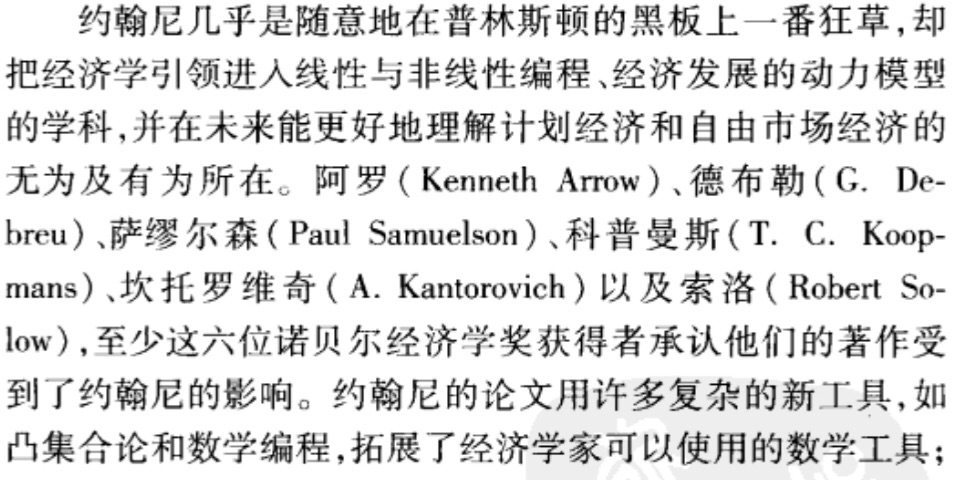 约翰尼几乎是随意地在普林斯顿的黑板上一番狂草,却
把经济学引领进入线性与非线性编程、经济发展的动力模型
的学科,并在未来能更好地理解计划经济和自由市场经济的
无为及有为所在。阿罗(Kenneth Arrow)、德布勒(G. De-
breu)、萨缪尔森(Paul Samuelson)、科普曼斯(T. C. Koop-
mans)、坎托罗维奇(A. Kantorovich)以及索洛(Robert So-
low),至少这六位诺贝尔经济学奖获得者承认他们的著作受
到了约翰尼的影响。约翰尼的论文用许多复杂的新工具,如
凸集合论和数学编程,拓展了经济学家可以使用的数学工具;